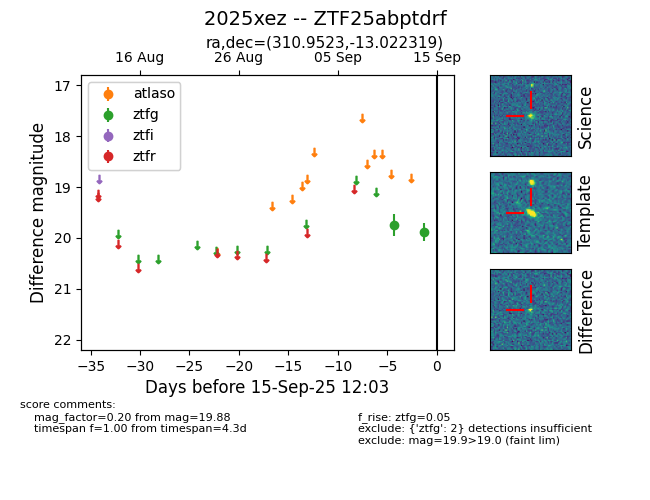 2025xez -- ZTF25abptdrf
ra,dec=(310.9523,-13.022319)
16 Aug 26 Aug 05 Sep 15 Sep
17
18
19
20
21
22
Difference magnitude
atlaso
ztfg
ztfi
ztfr
−35 −30 −25 −20 −15 −10 −5 0
Days before 15-Sep-25 12:03
Science
Template
Difference
score comments:
mag_factor=0.20 from mag=19.88
timespan f=1.00 from timespan=4.3d
f_rise: ztfg=0.05
exclude: {'ztfg': 2} detections insufficient
exclude: mag=19.9>19.0 (faint lim)